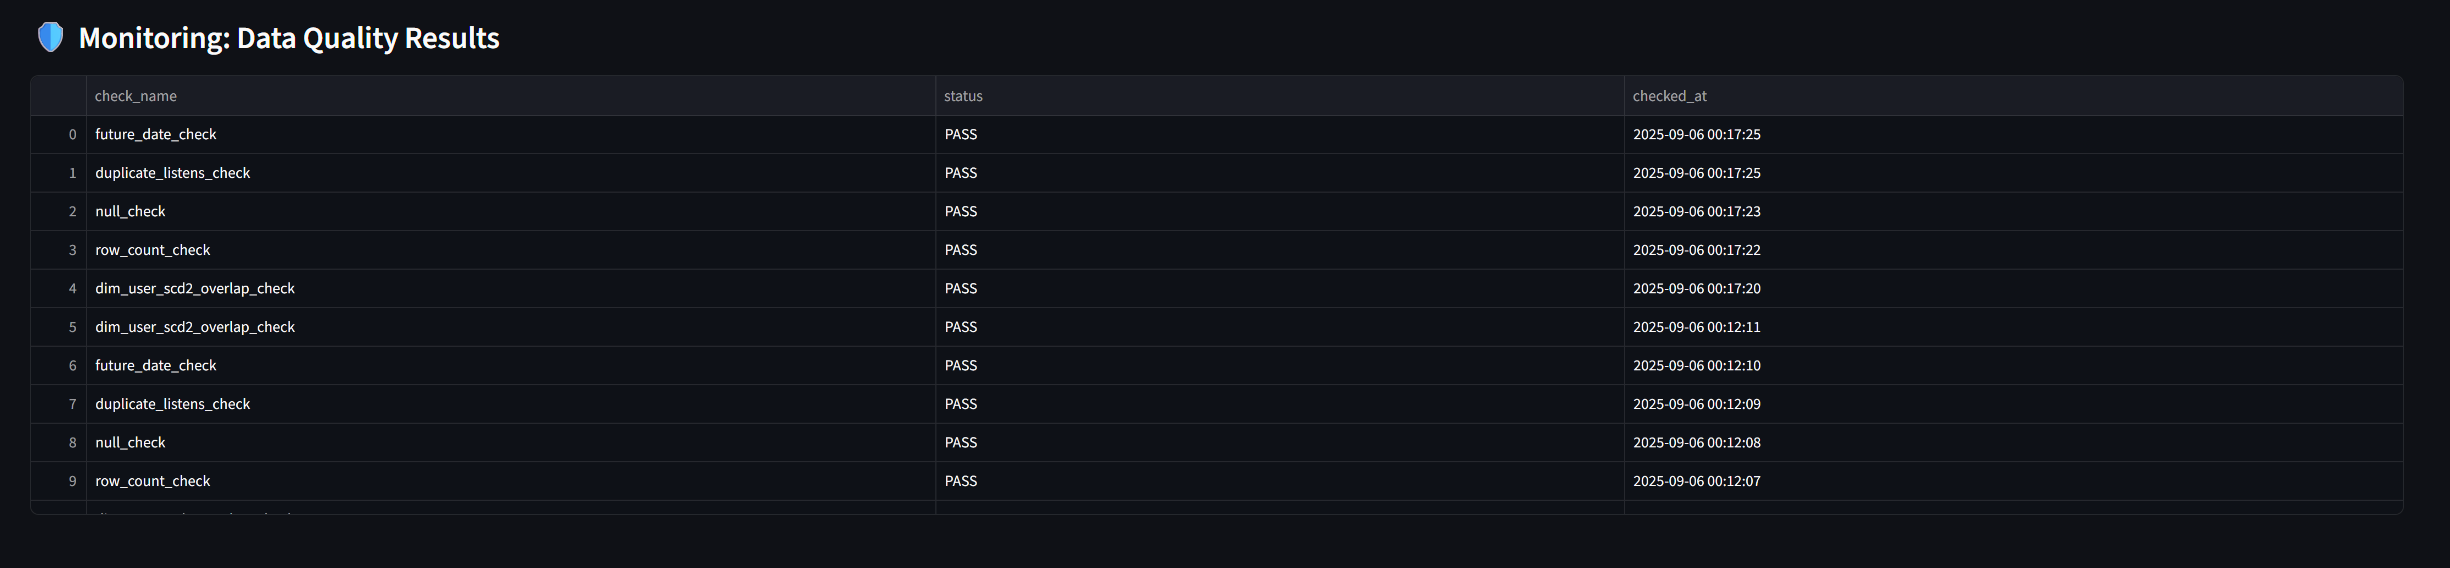 Monitoring: Data Quality Results
check_name status checked_at
0 future_date_check PASS 2025-09-06 00:17:25
1 duplicate_listens_check PASS 2025-09-06 00:17:25
2 null_check PASS 2025-09-06 00:17:23
3 row_count_check PASS 2025-09-06 00:17:22
4 dim_user_scd2_overlap_check PASS 2025-09-06 00:17:20
5 dim_user_scd2_overlap_check PASS 2025-09-06 00:12:11
6 future_date_check PASS 2025-09-06 00:12:10
7 duplicate_listens_check PASS 2025-09-06 00:12:09
8 null_check PASS 2025-09-06 00:12:08
9 row_count_check PASS 2025-09-06 00:12:07